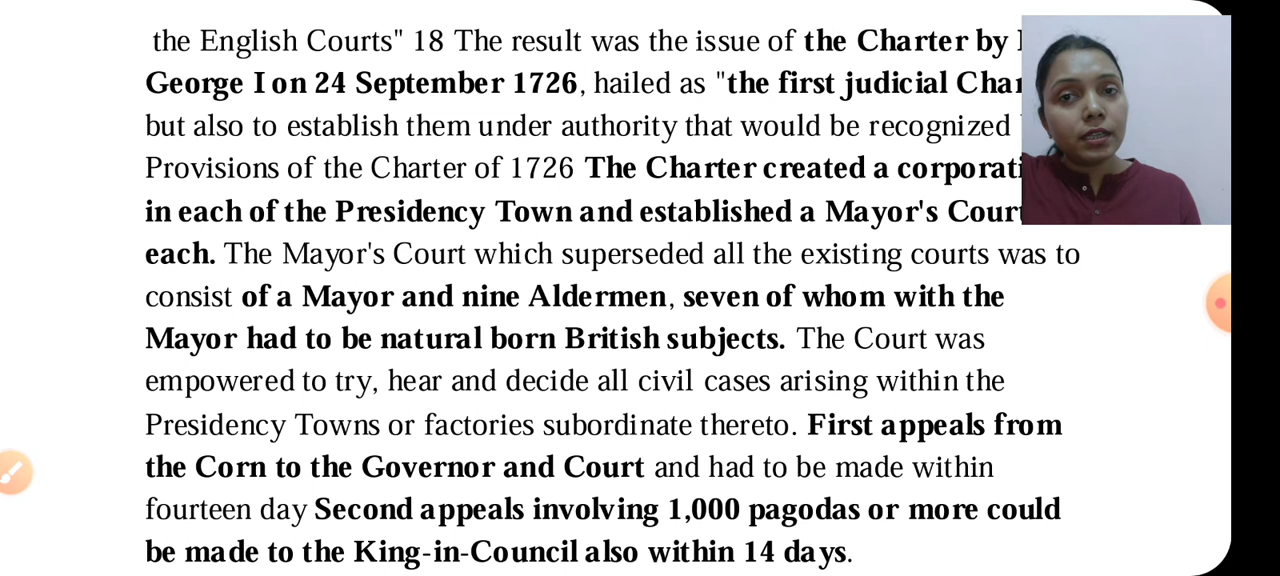 the English Courts" 18 The result was the issue of the Charter by
George I on 24 September 1726, hailed as "the first judicial
but also to establish them under authority that would be recognized
Provisions of the Charter of 1726 The Charter created a
in each of the Presidency Town and established a Mayor's Court
each. The Mayor's Court which superseded all the existing courts was to
consist of a Mayor and nine Aldermen, seven of whom with the
Mayor had to be natural born British subjects. The Court was
empowered to try, hear and decide all civil cases arising within the
Presidency Towns or factories subordinate thereto. First appeals from
the Corn to the Governor and Court and had to be made within
fourteen day Second appeals involving 1,000 pagodas or more could
be made to the King-in-Council also within 14 days.